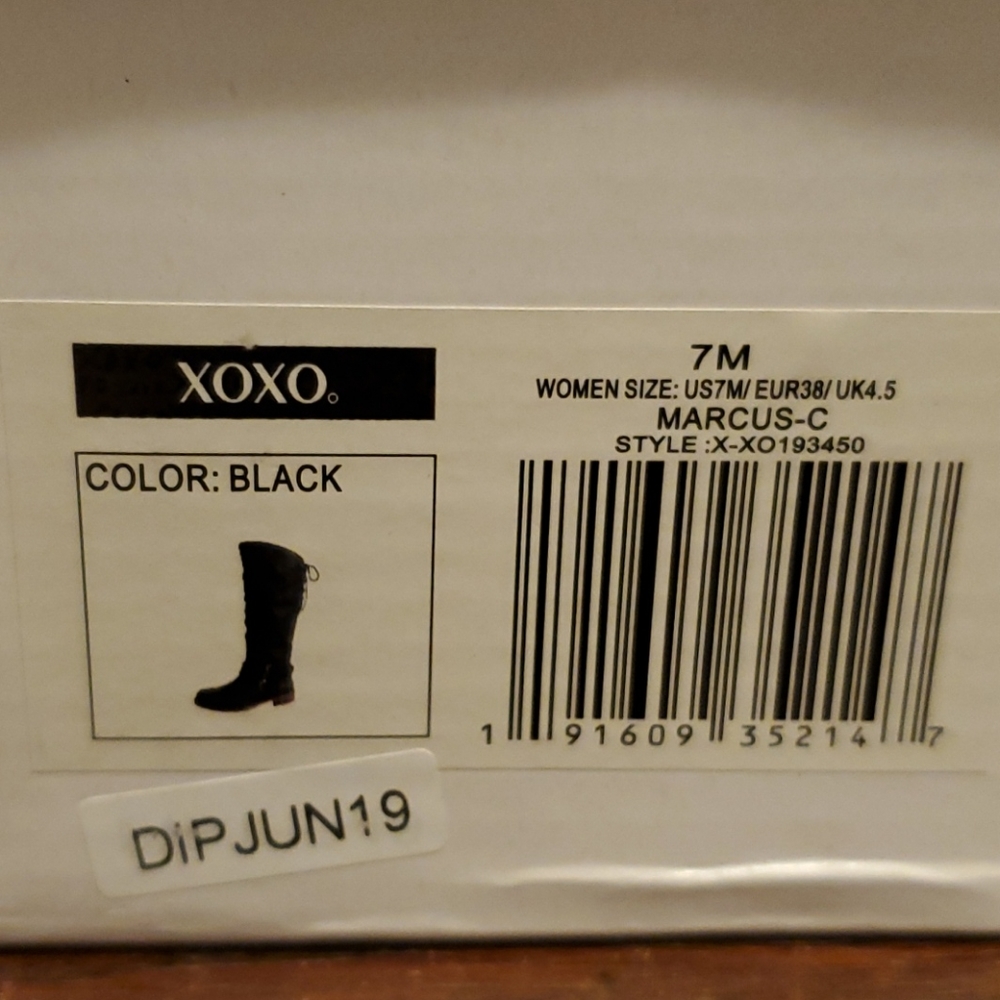 XOXO
COLOR: BLACK
7M
WOMEN SIZE: US7M/ EUR38/ UK4.5
MARCUS-C
STYLE :X-XO193450
1 91609 35214 7
DiPJUN19